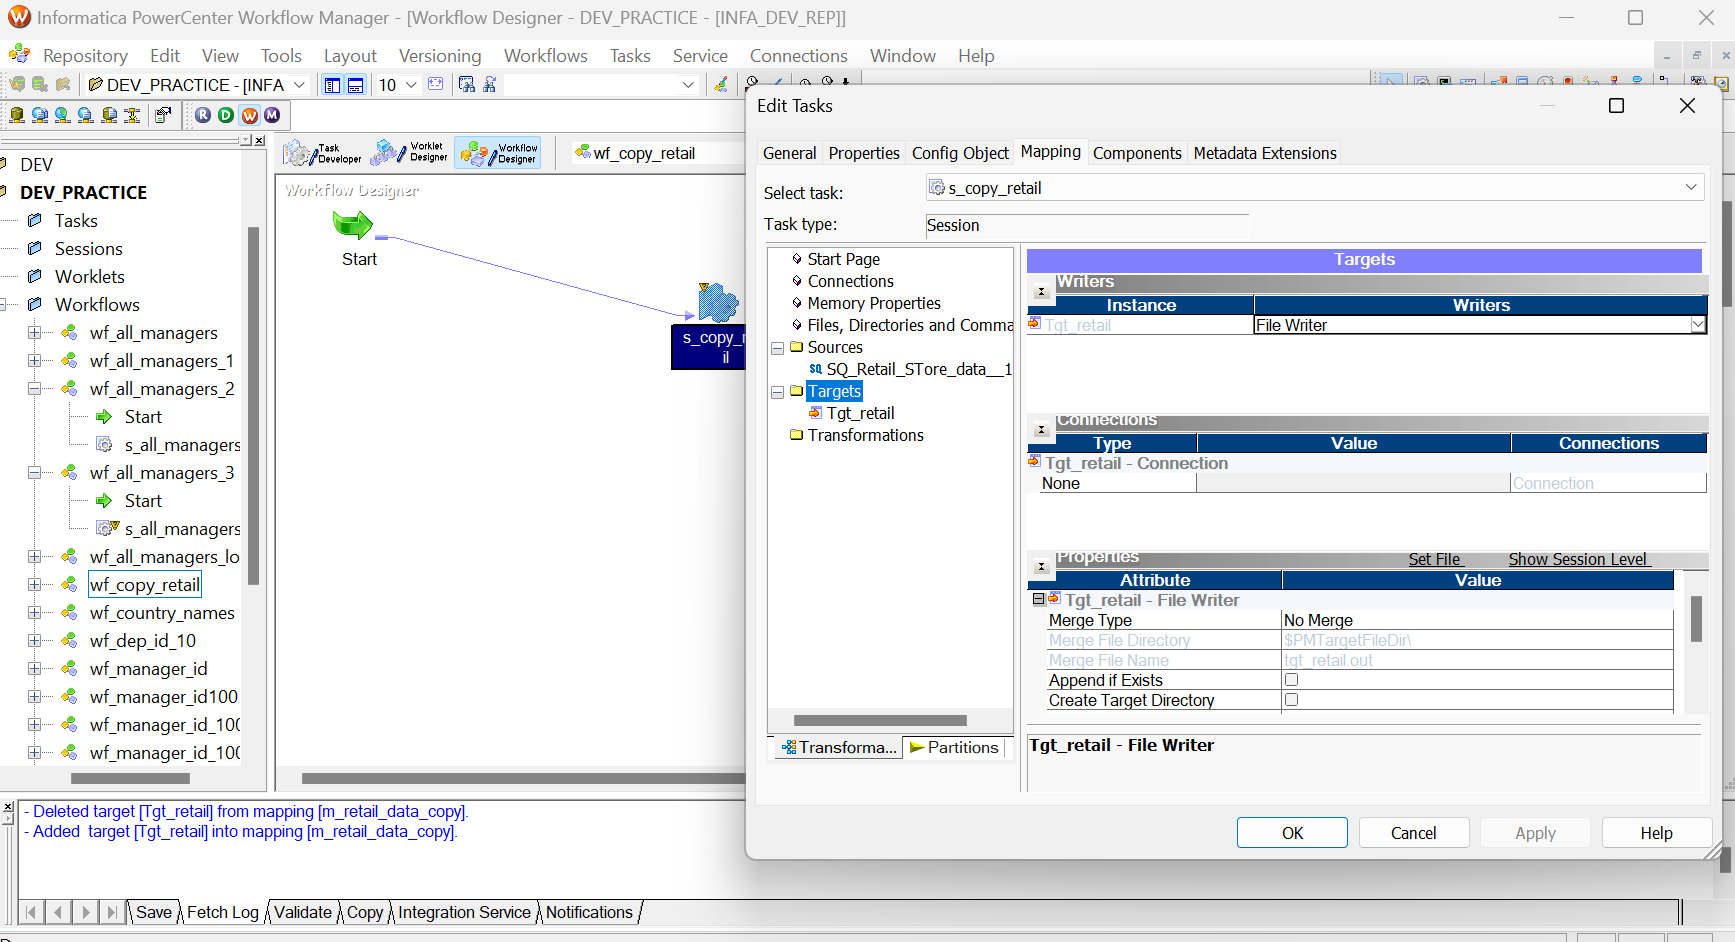 Informatica PowerCenter Workflow Manager - [Workflow Designer - DEV_PRACTICE - [INFA_DEV_REP]]
Repository Edit View Tools Layout Versioning Workflows Tasks Service Connections Window Help
DEV_PRACTICE - [INFA 10
R D W M
Task Developer Worklet Designer Workflow Designer wf_copy_retail
DEV
DEV_PRACTICE
Tasks
Sessions
Worklets
Workflows
wf_all_managers
wf_all_managers_1
wf_all_managers_2
Start
s_all_managers
wf_all_managers_3
Start
s_all_managers
wf_all_managers_lo
wf_copy_retail
wf_country_names
wf_dep_id_10
wf_manager_id
wf_manager_id100
wf_manager_id_100
wf_manager_id_100
Workflow Designer
Start
s_copy_r
il
Edit Tasks
General Properties Config Object Mapping Components Metadata Extensions
Select task: s_copy_retail
Task type: Session
Start Page
Connections
Memory Properties
Files, Directories and Comma
Sources
SQ_Retail_STore_data__1
Targets
Tgt_retail
Transformations
Transforma... Partitions
Targets
Writers
Instance Writers
Tgt_retail File Writer
Connections
Type Value Connections
Tgt_retail - Connection
None Connection
Properties Set File Show Session Level
Attribute Value
Tgt_retail - File Writer
Merge Type No Merge
Merge File Directory $PMTargetFileDir\
Merge File Name tgt_retail.out
Append if Exists
Create Target Directory
Tgt_retail - File Writer
OK Cancel Apply Help
- Deleted target [Tgt_retail] from mapping [m_retail_data_copy].
- Added  target [Tgt_retail] into mapping [m_retail_data_copy].
Save Fetch Log Validate Copy Integration Service Notifications